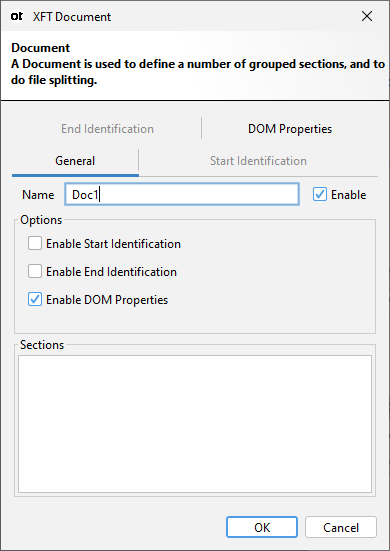 ot XFT Document
Document
A Document is used to define a number of grouped sections, and to
do file splitting.
End Identification DOM Properties
General Start Identification
Name Doc1 Enable
Options
Enable Start Identification
Enable End Identification
Enable DOM Properties
Sections
OK Cancel